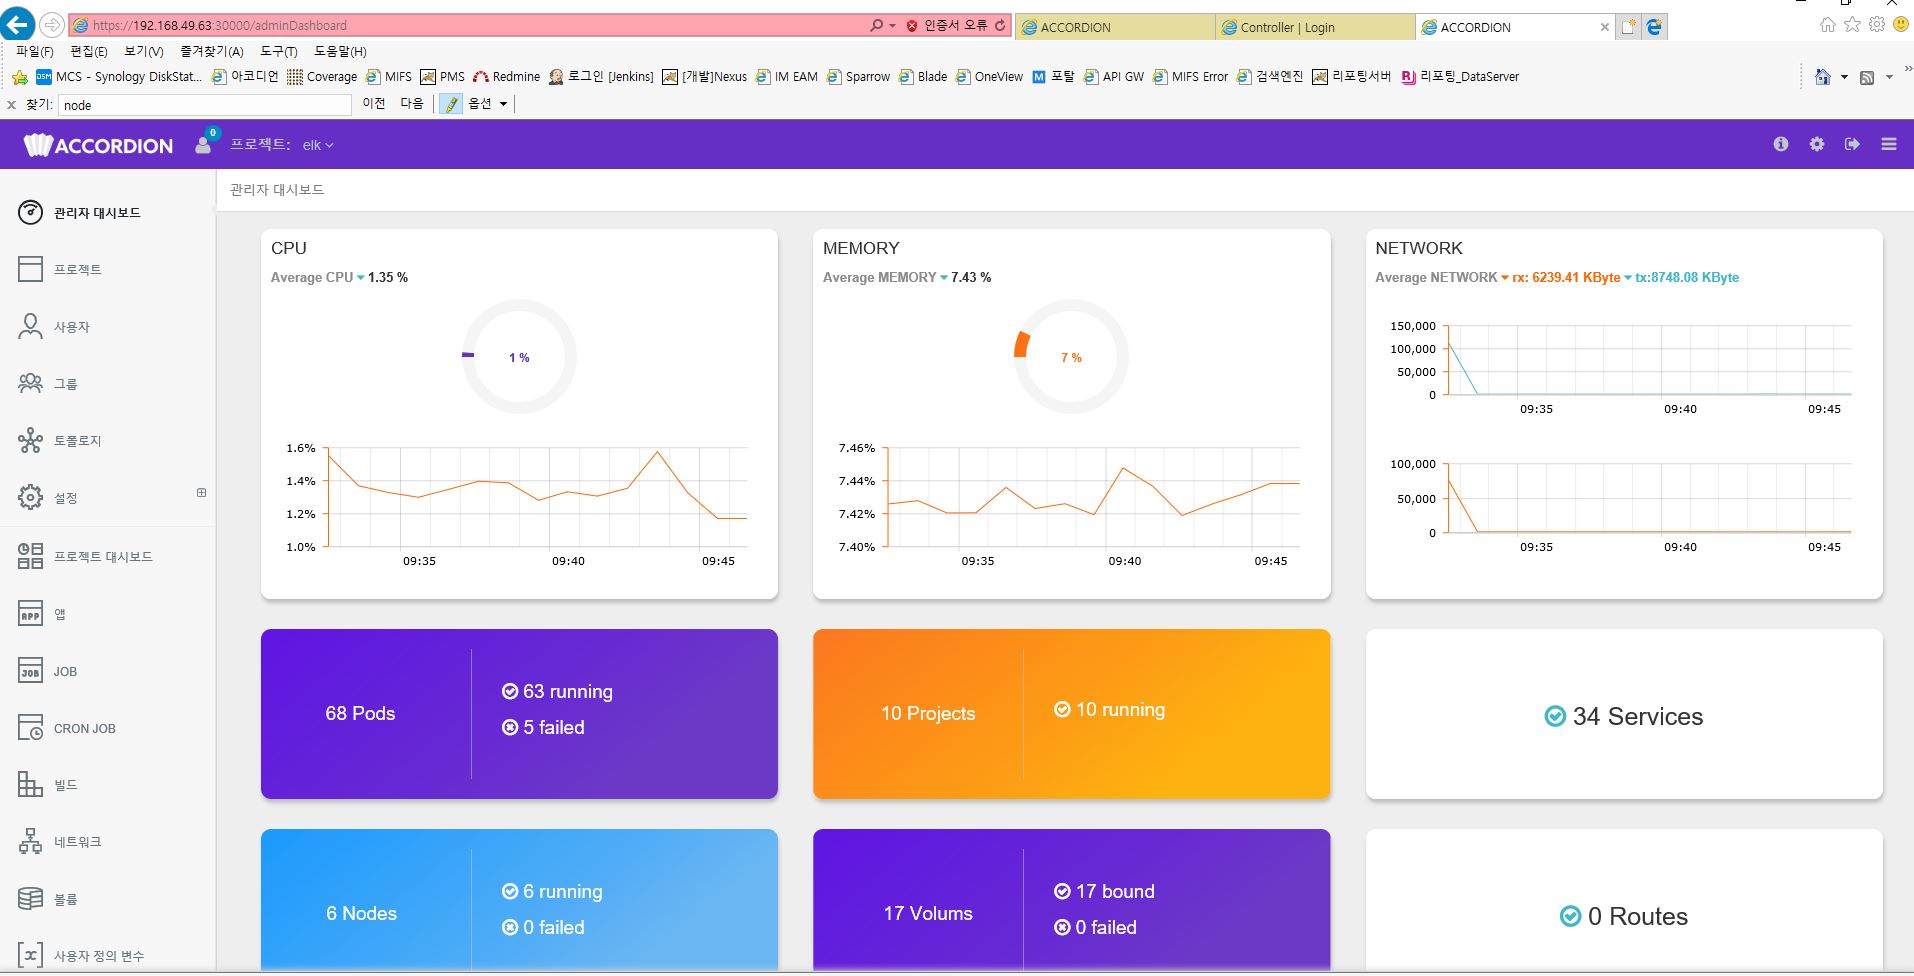 https://192.168.49.63:30000/adminDashboard
인증서 오류
ACCORDION
Controller | Login
ACCORDION
파일(F) 편집(E) 보기(V) 즐겨찾기(A) 도구(T) 도움말(H)
MCS - Synology DiskStat... 아코디언 Coverage MIFS PMS Redmine 로그인 [Jenkins] [개발]Nexus IM EAM Sparrow Blade OneView 포탈 API GW MIFS Error 검색엔진 리포팅서버 리포팅_DataServer
찾기: node 이전 다음 옵션
ACCORDION 0 프로젝트: elk
관리자 대시보드
프로젝트
사용자
그룹
토폴로지
설정
프로젝트 대시보드
앱
JOB
CRON JOB
빌드
네트워크
볼륨
사용자 정의 변수
관리자 대시보드
CPU
Average CPU 1.35 %
1 %
1.6%
1.4%
1.2%
1.0%
09:35 09:40 09:45
MEMORY
Average MEMORY 7.43 %
7 %
7.46%
7.44%
7.42%
7.40%
09:35 09:40 09:45
NETWORK
Average NETWORK rx: 6239.41 KByte tx:8748.08 KByte
150,000
100,000
50,000
0
09:35 09:40 09:45
100,000
50,000
0
09:35 09:40 09:45
68 Pods
63 running
5 failed
10 Projects
10 running
34 Services
6 Nodes
6 running
0 failed
17 Volums
17 bound
0 failed
0 Routes